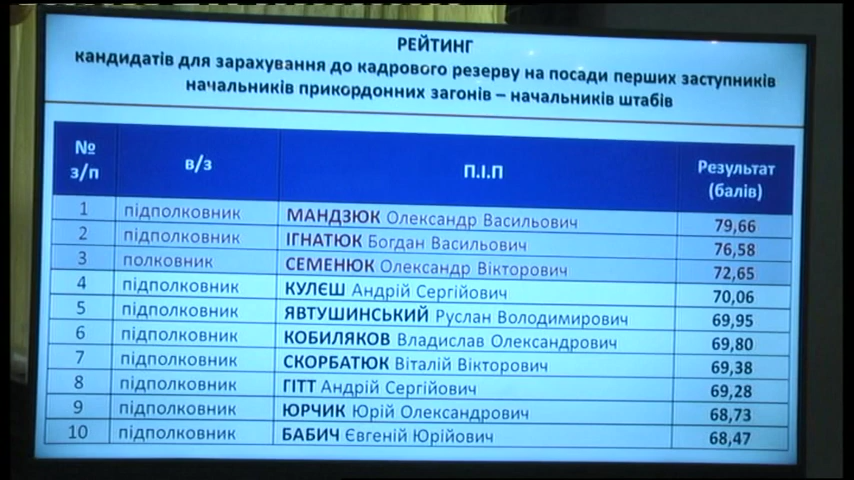 РЕЙТИНГ
кандидатів для зарахування до кадрового резерву на посади перших заступників
начальників прикордонних загонів – начальників штабів
№ з/п в/з П.І.П Результат (балів)
1 підполковник МАНДЗЮК Олександр Васильович 79,66
2 підполковник ІГНАТЮК Богдан Васильович 76,58
3 полковник СЕМЕНЮК Олександр Вікторович 72,65
4 підполковник КУЛЄШ Андрій Сергійович 70,06
5 підполковник ЯВТУШИНСЬКИЙ Руслан Володимирович 69,95
6 підполковник КОБИЛЯКОВ Владислав Олександрович 69,80
7 підполковник СКОРБАТЮК Віталій Вікторович 69,38
8 підполковник ГІТТ Андрій Сергійович 69,28
9 підполковник ЮРЧИК Юрій Олександрович 68,73
10 підполковник БАБИЧ Євгеній Юрійович 68,47